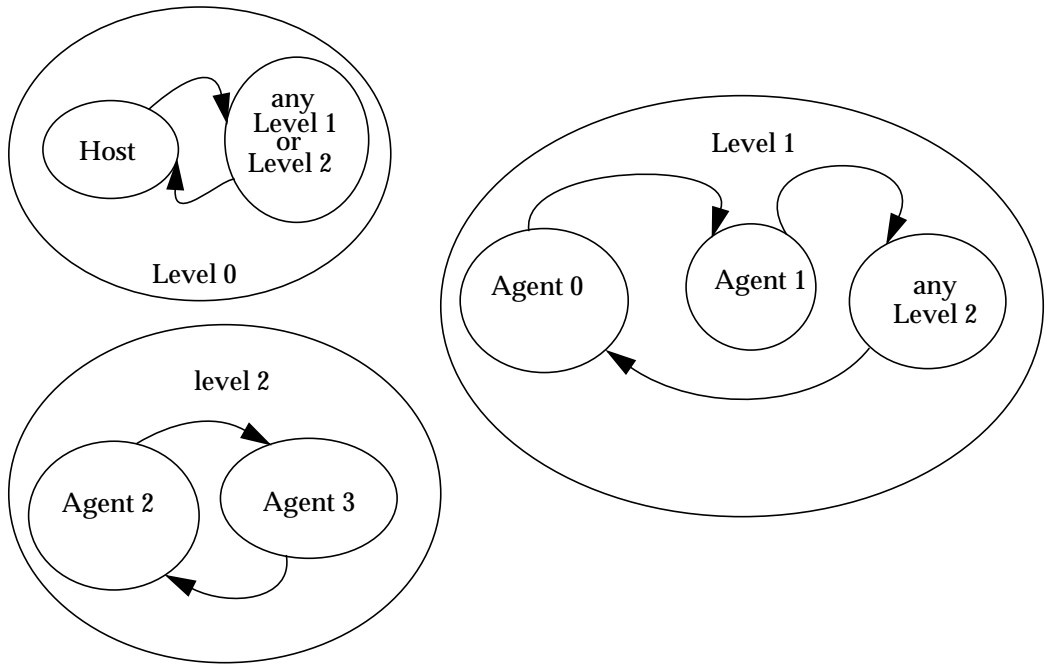 Host
any
Level 1
or
Level 2
Level 0
Level 1
Agent 0
Agent 1
any
Level 2
level 2
Agent 2
Agent 3